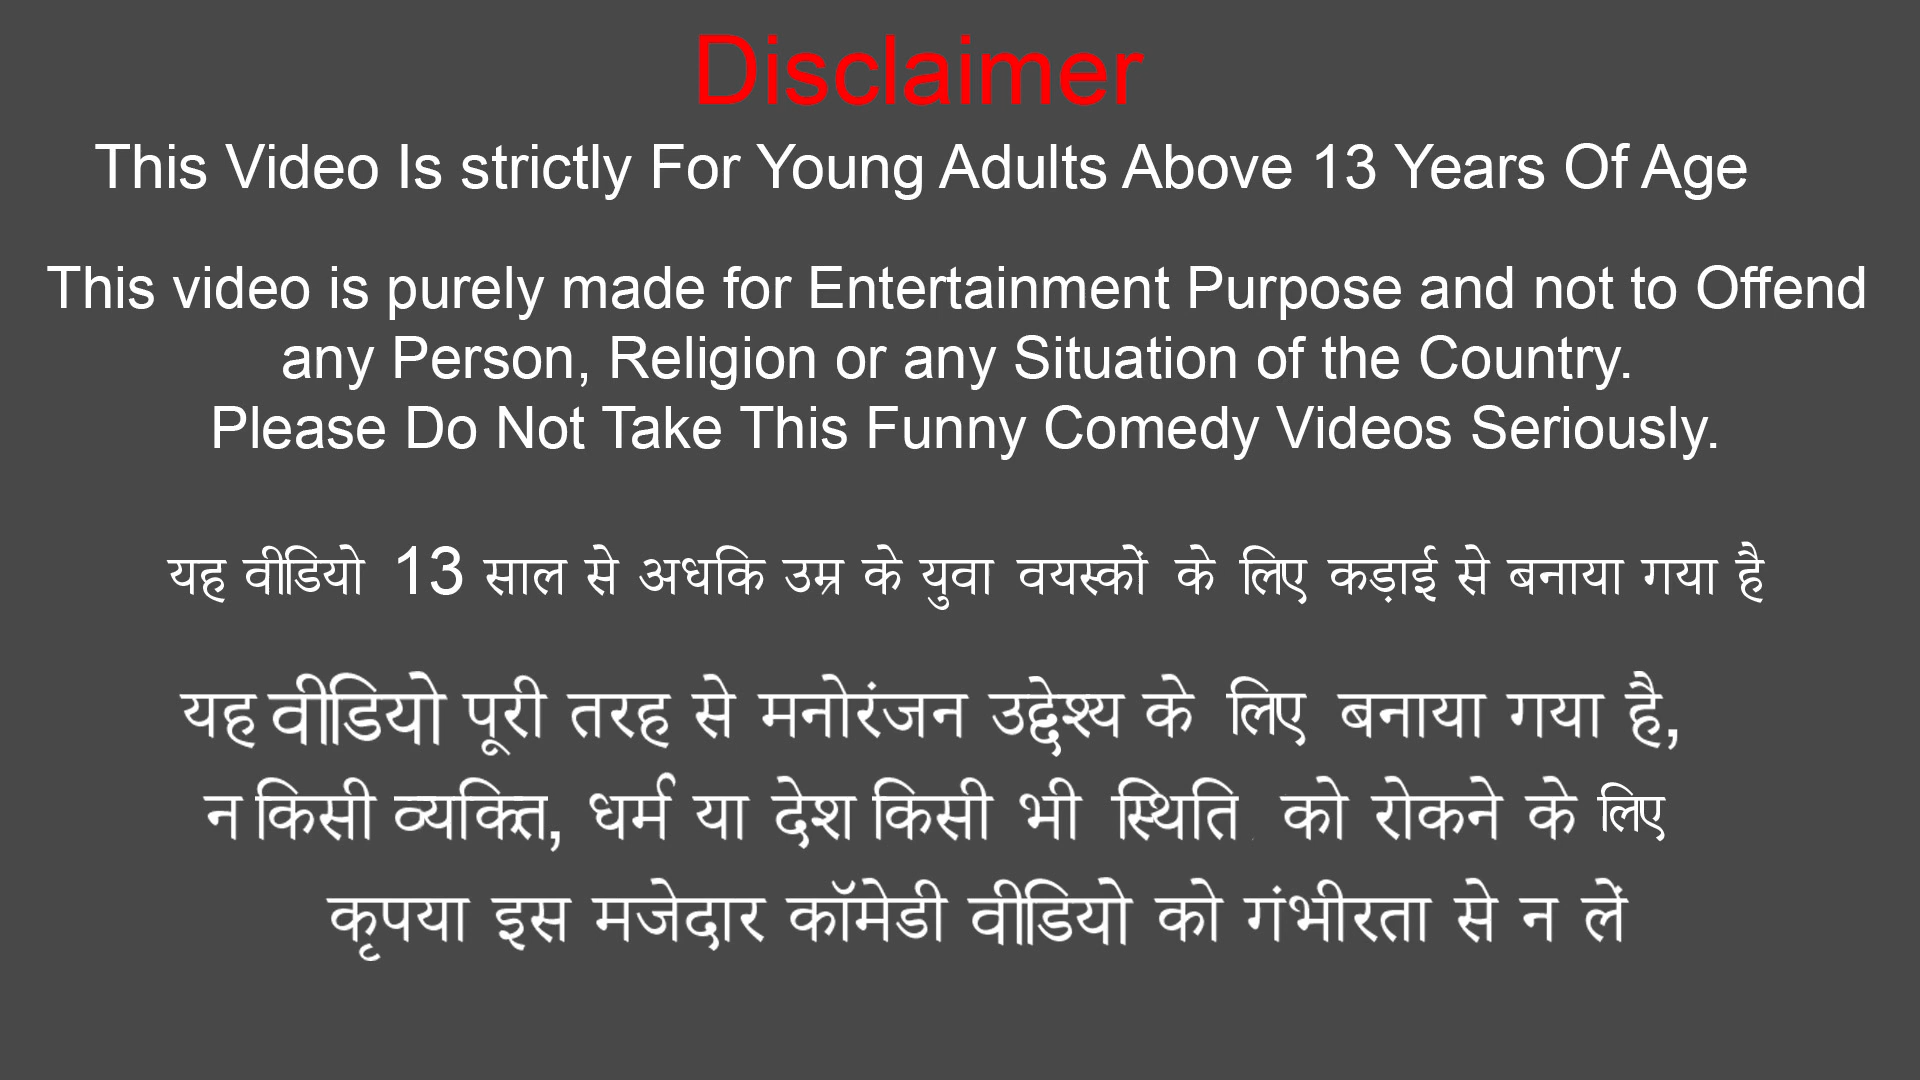 Disclaimer
This Video Is strictly For Young Adults Above 13 Years Of Age
This video is purely made for Entertainment Purpose and not to Offend
any Person, Religion or any Situation of the Country.
Please Do Not Take This Funny Comedy Videos Seriously.
यह वीडियो 13 साल से अधकि उम्र के युवा वयस्कों के लिए कड़ाई से बनाया गया है
यह वीडियो पूरी तरह से मनोरंजन उद्देश्य के लिए बनाया गया है,
न किसी व्यक्ति, धर्म या देश किसी भी स्थिति को रोकने के लिए
कृपया इस मजेदार कॉमेडी वीडियो को गंभीरता से न लें